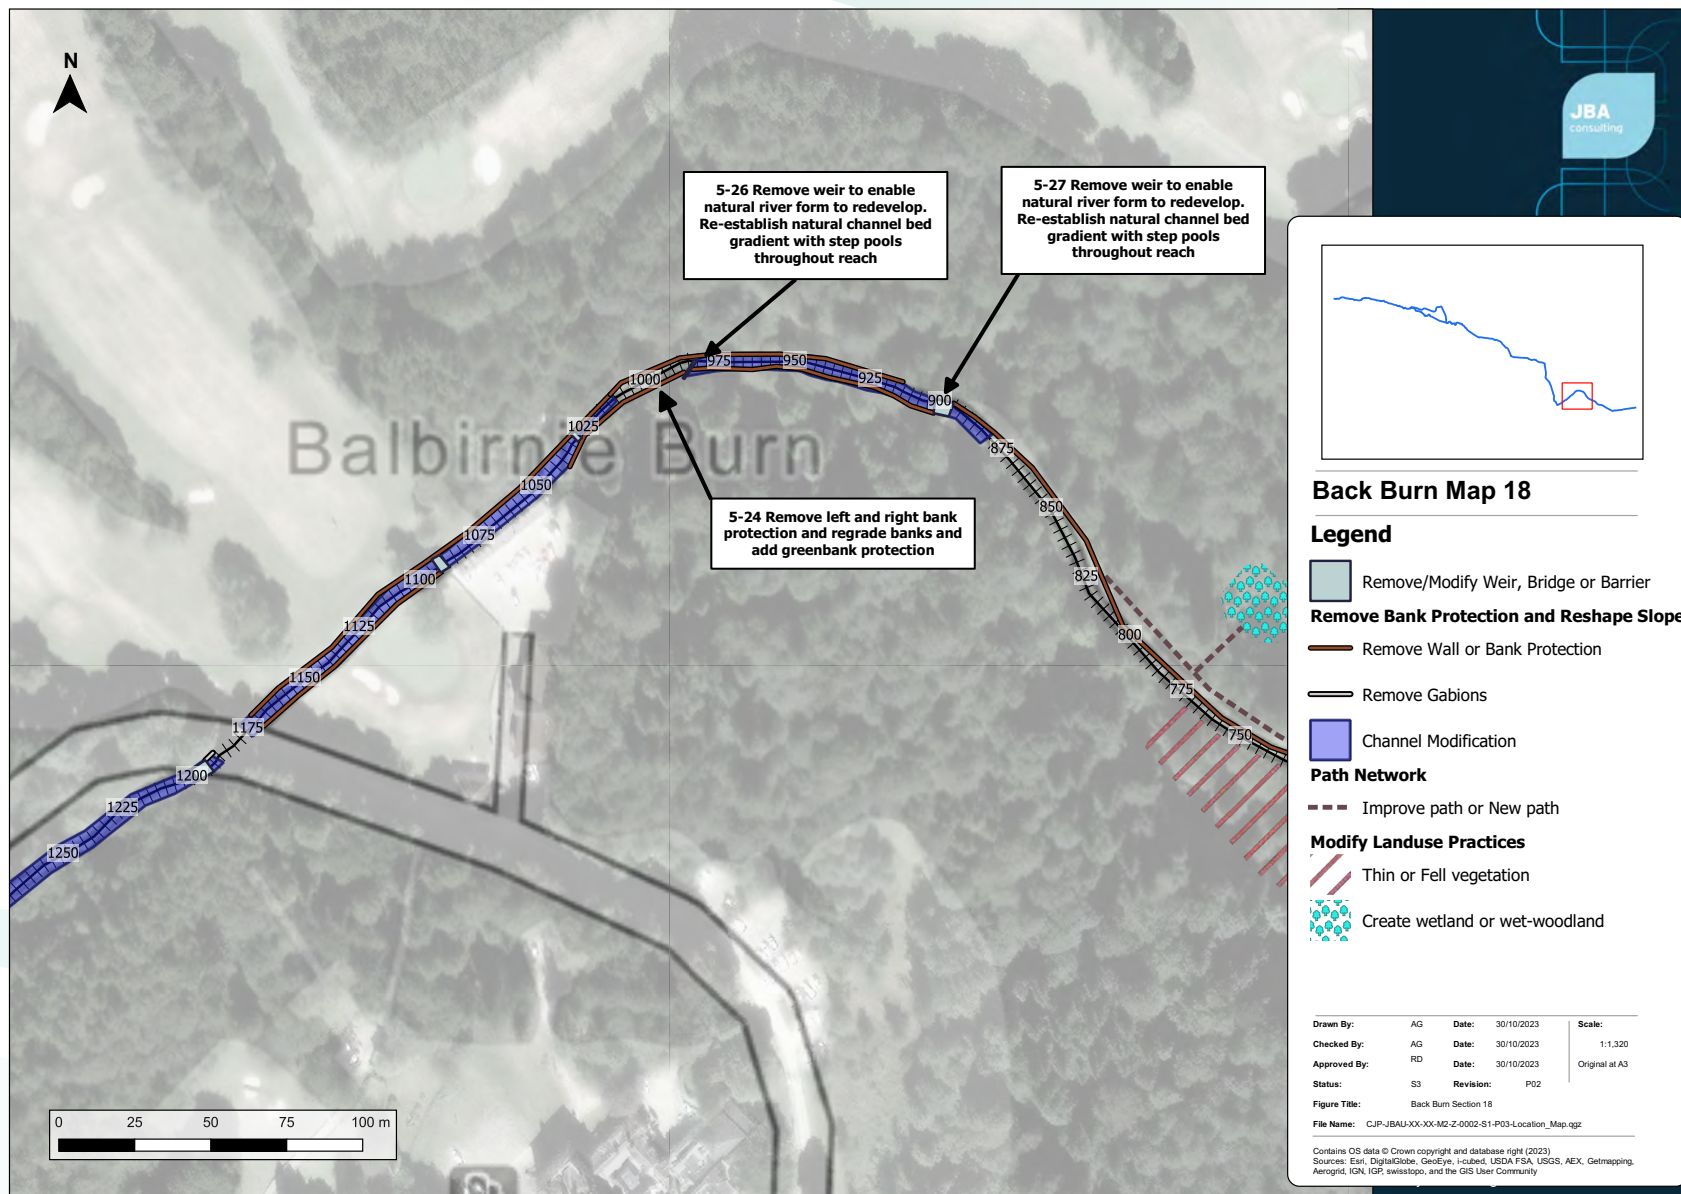 N
JBA
consulting
5-26 Remove weir to enable
natural river form to redevelop.
Re-establish natural channel bed
gradient with step pools
throughout reach
5-27 Remove weir to enable
natural river form to redevelop.
Re-establish natural channel bed
gradient with step pools
throughout reach
975
950
925
1000
900
1025
875
Balbirnie Burn
1050
850
5-24 Remove left and right bank
protection and regrade banks and
add greenbank protection
1075
1100
825
1125
800
1150
775
1175
750
1200
1225
1250
0 25 50 75 100 m
Back Burn Map 18
Legend
Remove/Modify Weir, Bridge or Barrier
Remove Bank Protection and Reshape Slope
Remove Wall or Bank Protection
Remove Gabions
Channel Modification
Path Network
Improve path or New path
Modify Landuse Practices
Thin or Fell vegetation
Create wetland or wet-woodland
Drawn By: AG Date: 30/10/2023 Scale:
Checked By: AG Date: 30/10/2023 1:1,320
Approved By: RD Date: 30/10/2023 Original at A3
Status: S3 Revision: P02
Figure Title: Back Burn Section 18
File Name: CJP-JBAU-XX-XX-M2-Z-0002-S1-P03-Location_Map.qgz
Contains OS data © Crown copyright and database right (2023)
Sources: Esri, DigitalGlobe, GeoEye, i-cubed, USDA FSA, USGS, AEX, Getmapping,
Aerogrid, IGN, IGP, swisstopo, and the GIS User Community